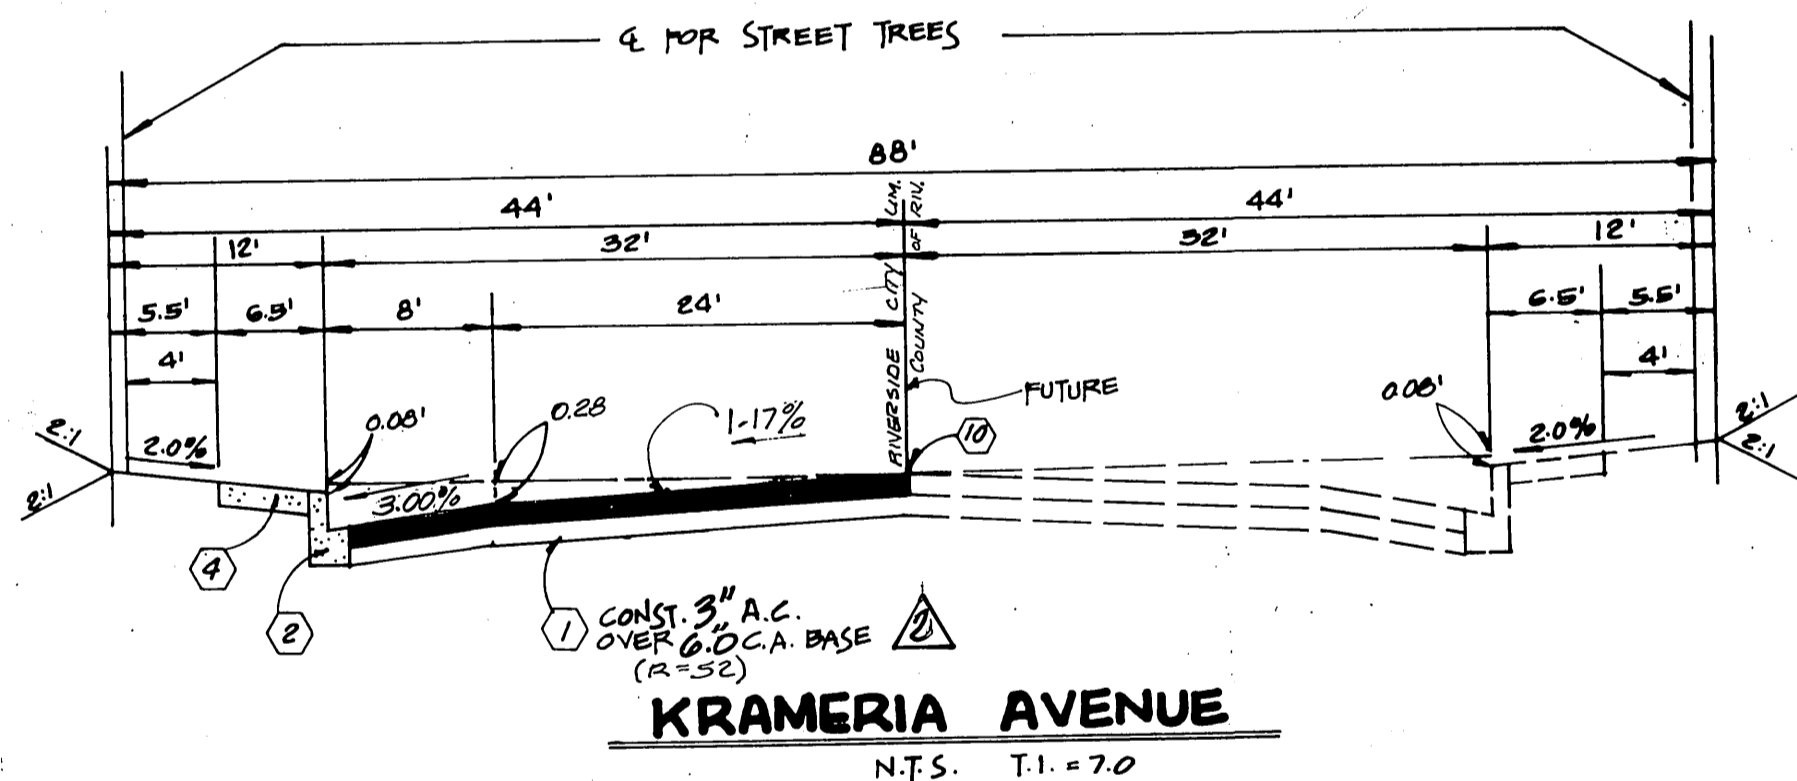 ℄ FOR STREET TREES
88'
44' 44'
12' 32' 32' 12'
5.5' 6.5' 8' 24' 6.5' 5.5'
4' 4'
RIVERSIDE CITY LIM.
COUNTY OF RIV.
FUTURE
2:1 2.0% 0.08' 0.28 1.17% 10 0.08' 2.0% 2:1
2:1 2:1
3.00%
4
2
1 CONST. 3" A.C.
OVER 6.0" C.A. BASE 2
(R=52)
KRAMERIA AVENUE
N.T.S. T.I. = 7.0